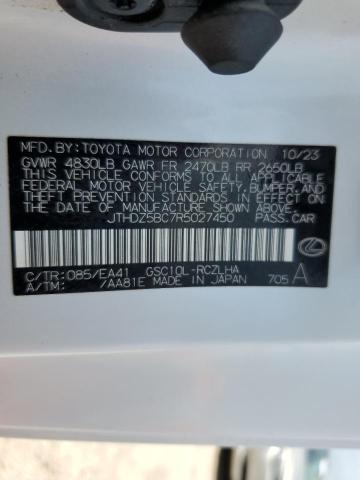 MFD. BY: TOYOTA MOTOR CORPORATION 10/23
GVWR 4830LB GAWR FR 2470LB RR 2650LB
THIS VEHICLE CONFORMS TO ALL APPLICABLE
FEDERAL MOTOR VEHICLE SAFETY, BUMPER, AND
THEFT PREVENTION STANDARDS IN EFFECT ON
THE DATE OF MANUFACTURE SHOWN ABOVE.
JTHDZ5BC7R5027450 PASS.CAR
C/TR: 085/EA41 GSC10L-RCZLHA
A/TM: /AA81E MADE IN JAPAN 705 A